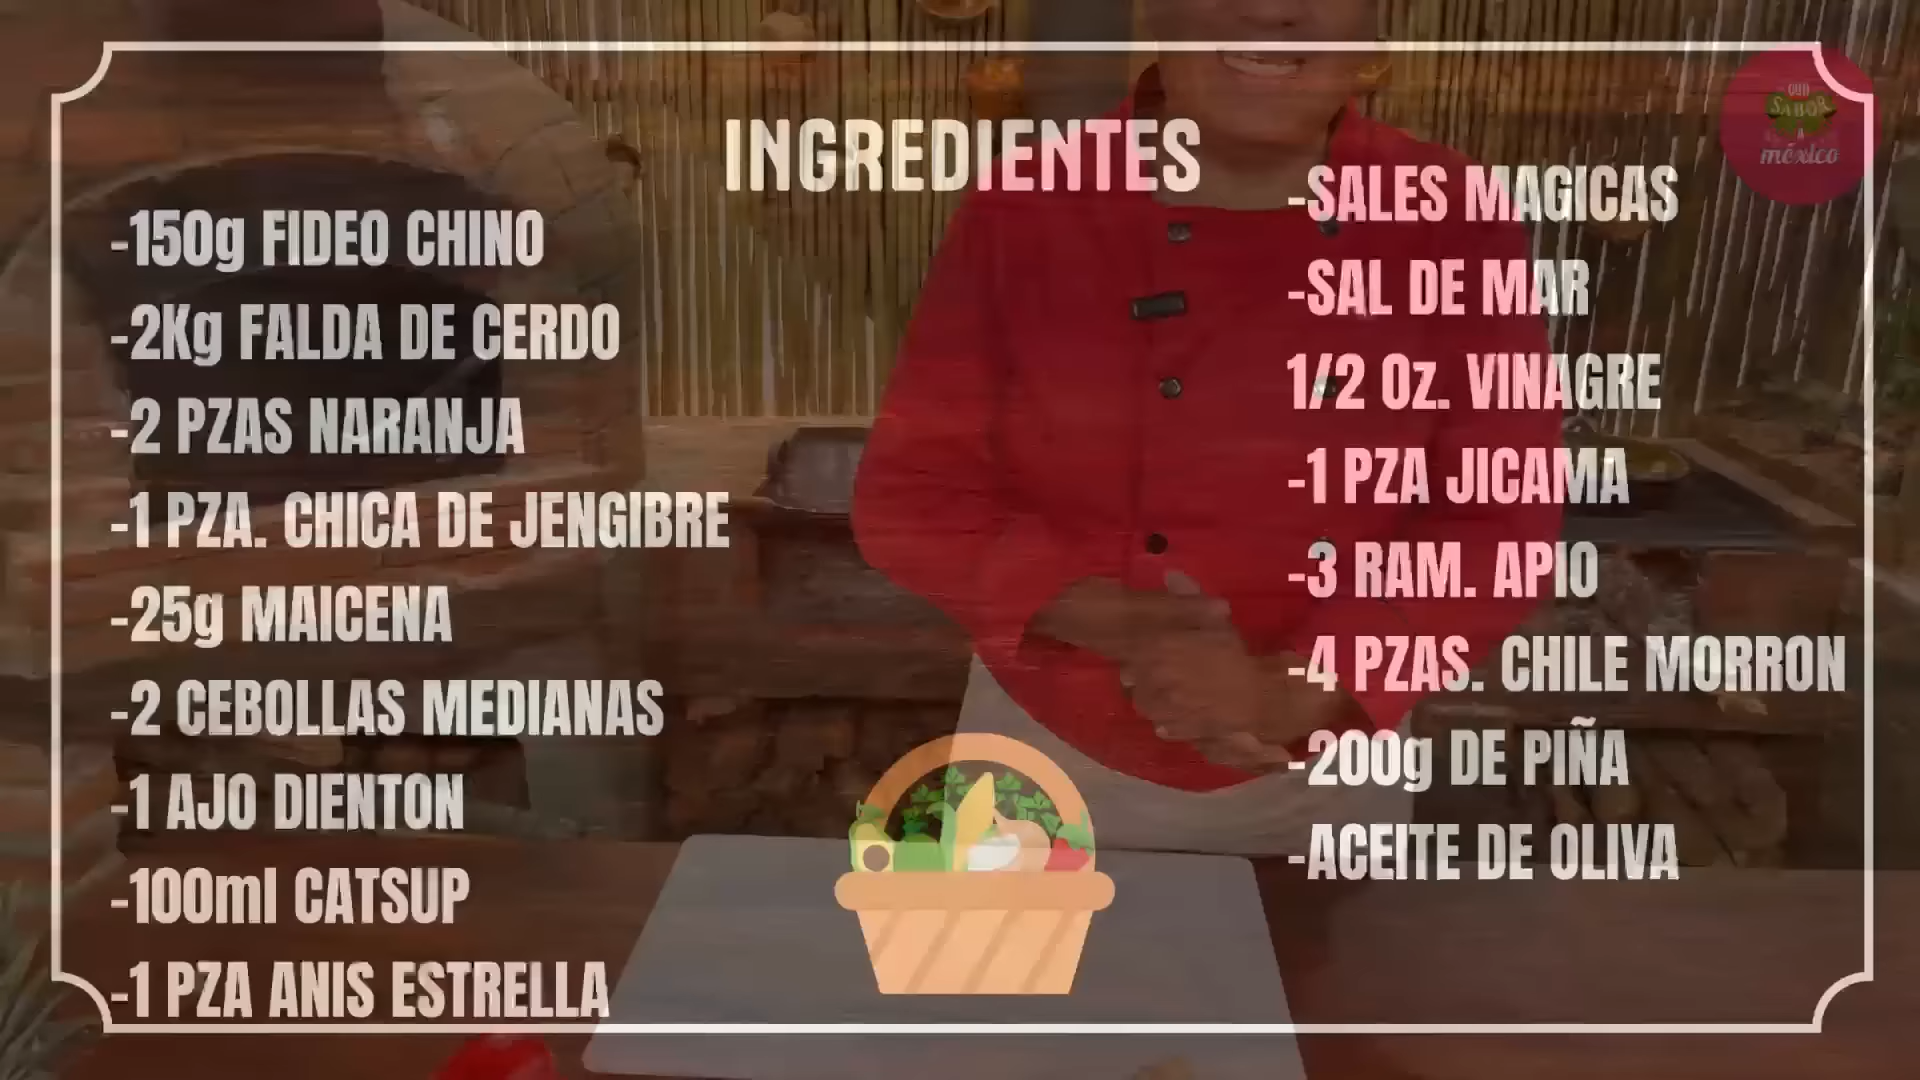 INGREDIENTES
-150g FIDEO CHINO
-2Kg FALDA DE CERDO
-2 PZAS NARANJA
-1 PZA. CHICA DE JENGIBRE
-25g MAICENA
-2 CEBOLLAS MEDIANAS
-1 AJO DIENTON
-100ml CATSUP
-1 PZA ANIS ESTRELLA
-SALES MAGICAS
-SAL DE MAR
1/2 Oz. VINAGRE
-1 PZA JICAMA
-3 RAM. APIO
-4 PZAS. CHILE MORRON
-200g DE PIÑA
-ACEITE DE OLIVA
CON
SABOR
A
méxico